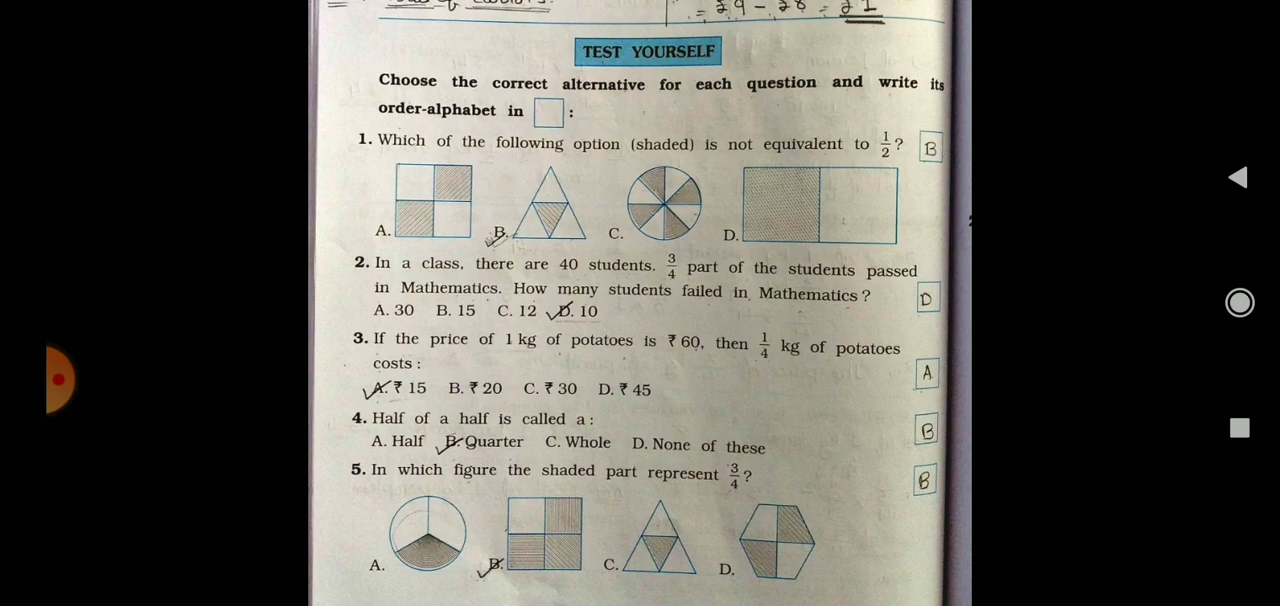 = 29 - 28 = 21
TEST YOURSELF
Choose the correct alternative for each question and write its
order-alphabet in □ :
1. Which of the following option (shaded) is not equivalent to 1/2? B
A. B. C. D.
2. In a class, there are 40 students. 3/4 part of the students passed
in Mathematics. How many students failed in Mathematics? D
A. 30 B. 15 C. 12 D. 10
3. If the price of 1 kg of potatoes is ₹ 60, then 1/4 kg of potatoes
costs : A
A. ₹ 15 B. ₹ 20 C. ₹ 30 D. ₹ 45
4. Half of a half is called a : B
A. Half B. Quarter C. Whole D. None of these
5. In which figure the shaded part represent 3/4? B
A. B. C. D.